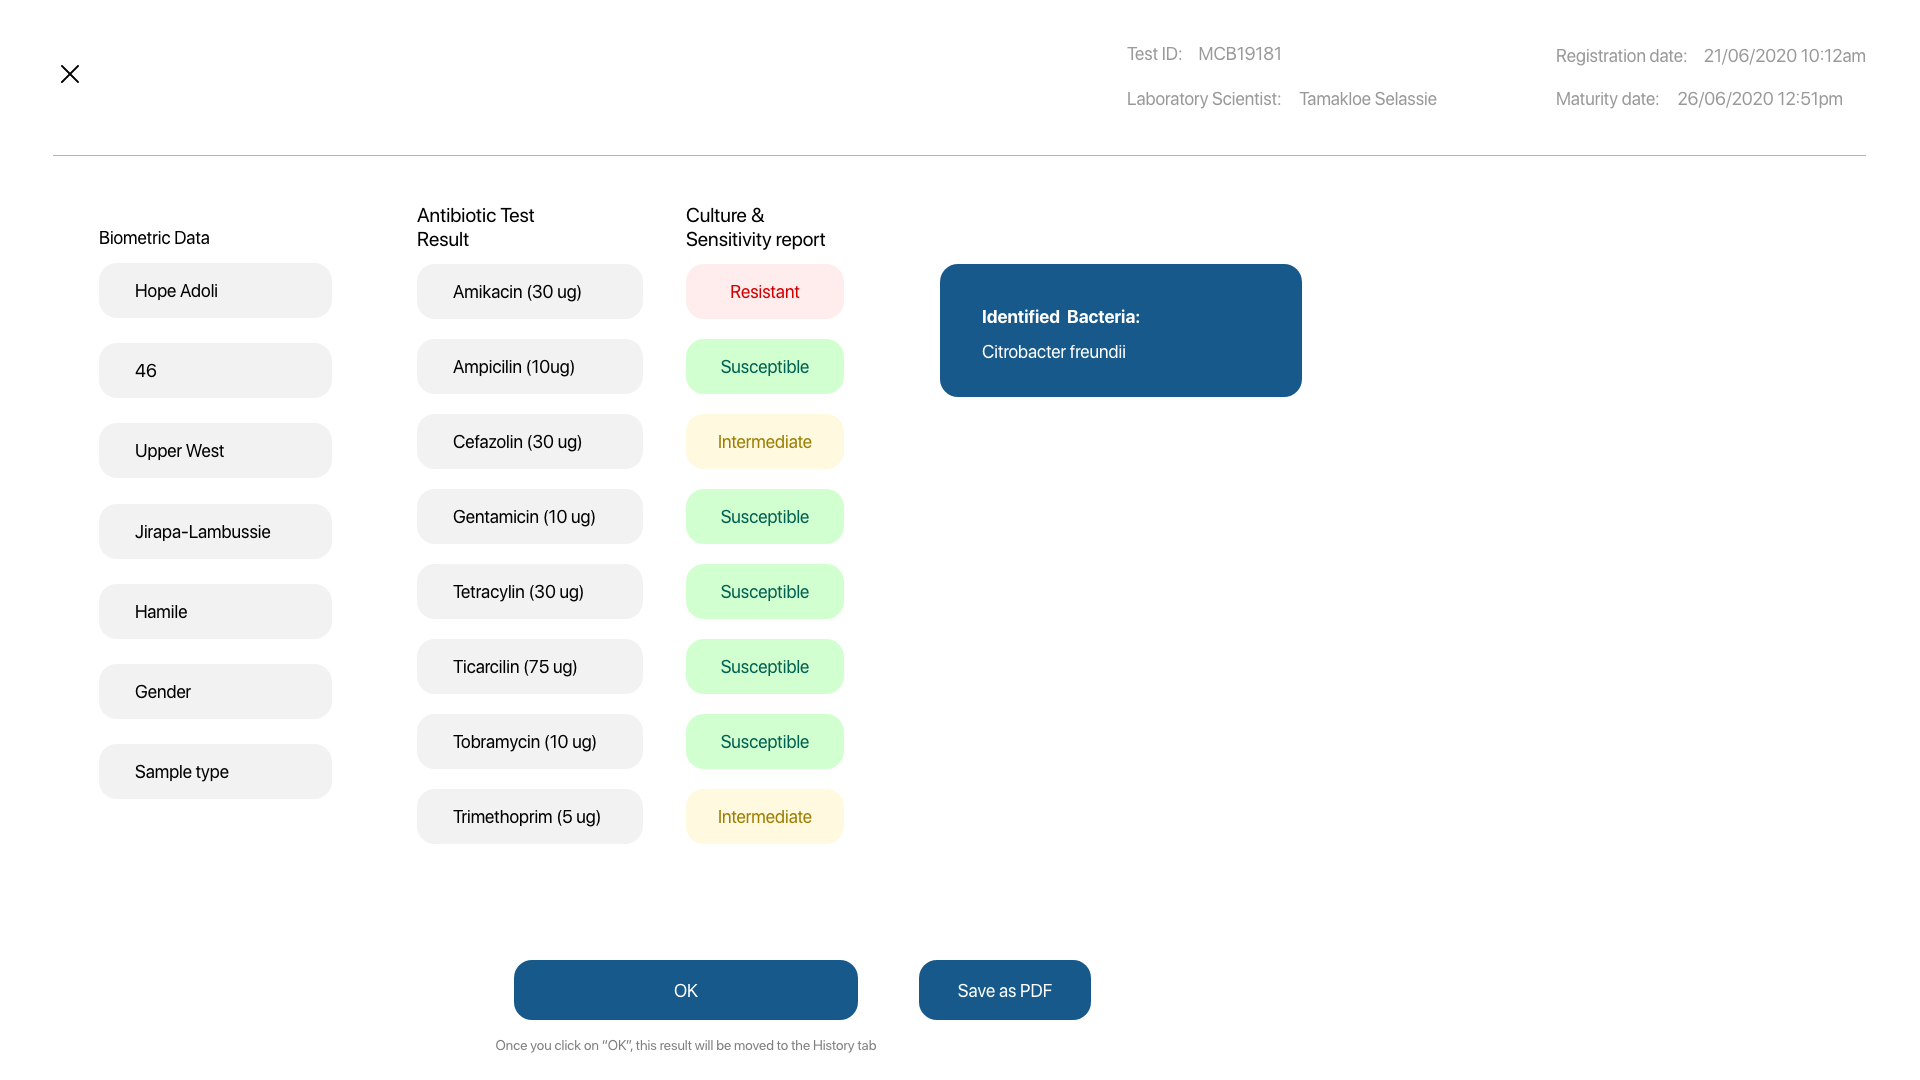 Test ID: MCB19181
Registration date: 21/06/2020 10:12am
Laboratory Scientist: Tamakloe Selassie
Maturity date: 26/06/2020 12:51pm
Biometric Data
Hope Adoli
46
Upper West
Jirapa-Lambussie
Hamile
Gender
Sample type
Antibiotic Test
Result
Culture &
Sensitivity report
Amikacin (30 ug) Resistant
Ampicilin (10ug) Susceptible
Cefazolin (30 ug) Intermediate
Gentamicin (10 ug) Susceptible
Tetracylin (30 ug) Susceptible
Ticarcilin (75 ug) Susceptible
Tobramycin (10 ug) Susceptible
Trimethoprim (5 ug) Intermediate
Identified Bacteria:
Citrobacter freundii
OK
Save as PDF
Once you click on “OK”, this result will be moved to the History tab